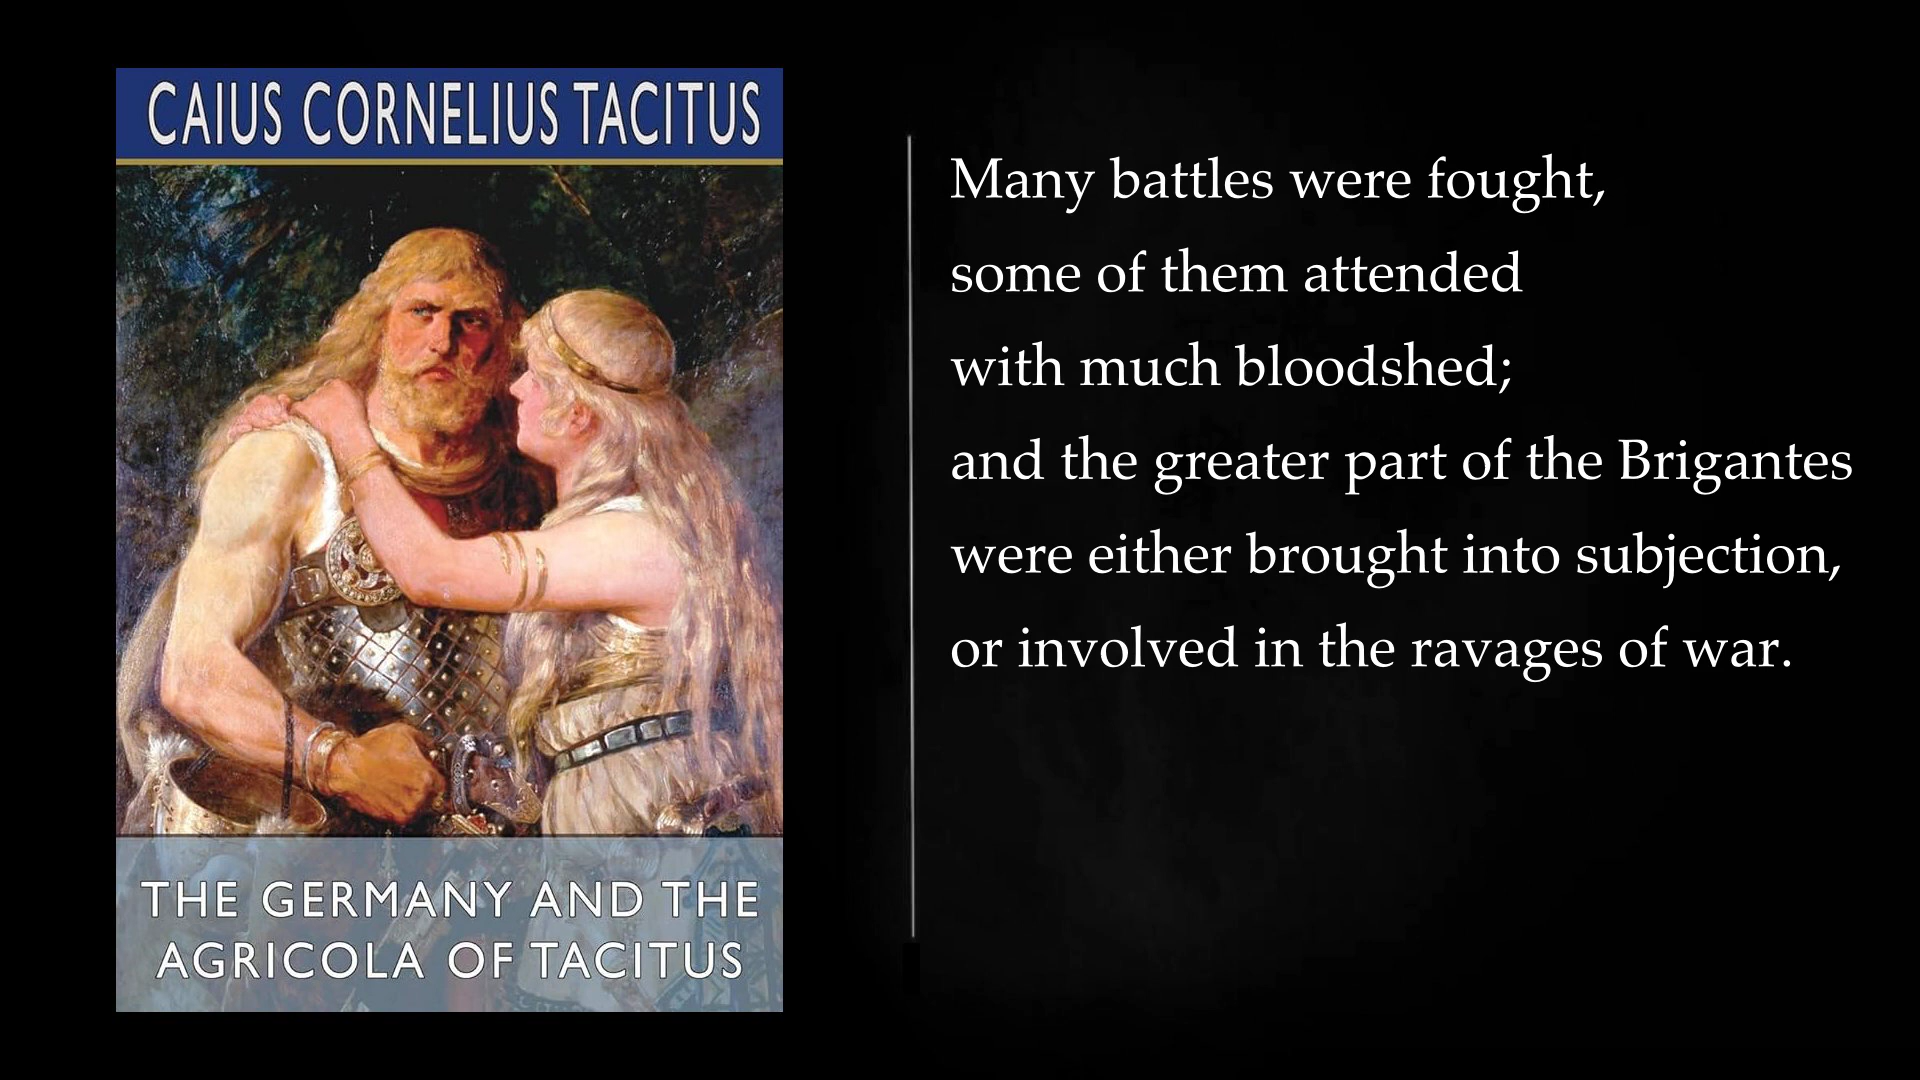 CAIUS CORNELIUS TACITUS
THE GERMANY AND THE
AGRICOLA OF TACITUS
Many battles were fought,
some of them attended
with much bloodshed;
and the greater part of the Brigantes
were either brought into subjection,
or involved in the ravages of war.